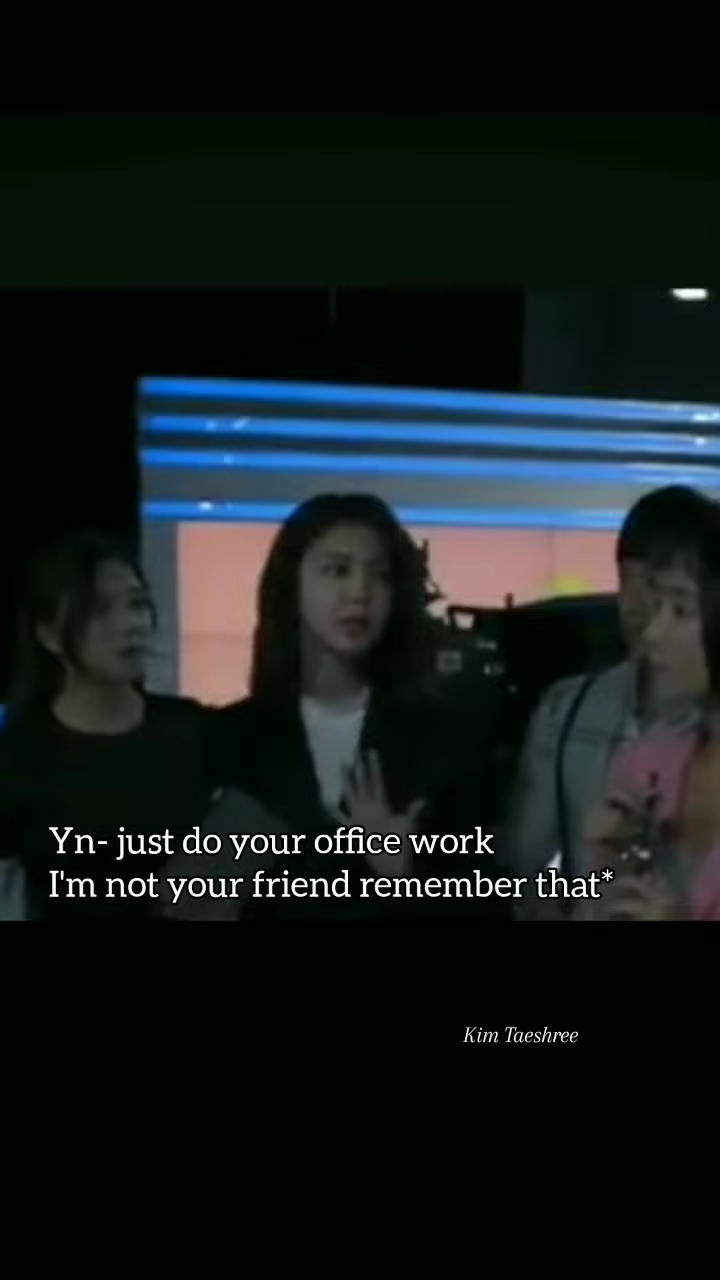 Yn- just do your office work
I'm not your friend remember that*
Kim Taeshree